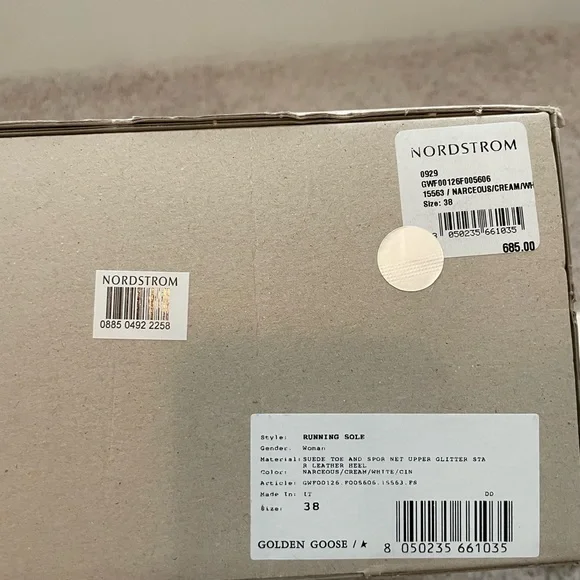 NORDSTROM
0929
GWF00126F005606
15563 / NARCEOUS/CREAM/WH
Size: 38
8 050235 661035
685.00
NORDSTROM
0885 0492 2258
Style: RUNNING SOLE
Gender: Woman
Material: SUEDE TOE AND SPOR NET UPPER GLITTER STA
R LEATHER HEEL
Color: NARCEOUS/CREAM/WHITE/CIN
Article: GWF00126.F005606.15563.F8
Made In: IT DD
Size: 38
GOLDEN GOOSE / ★
8 050235 661035